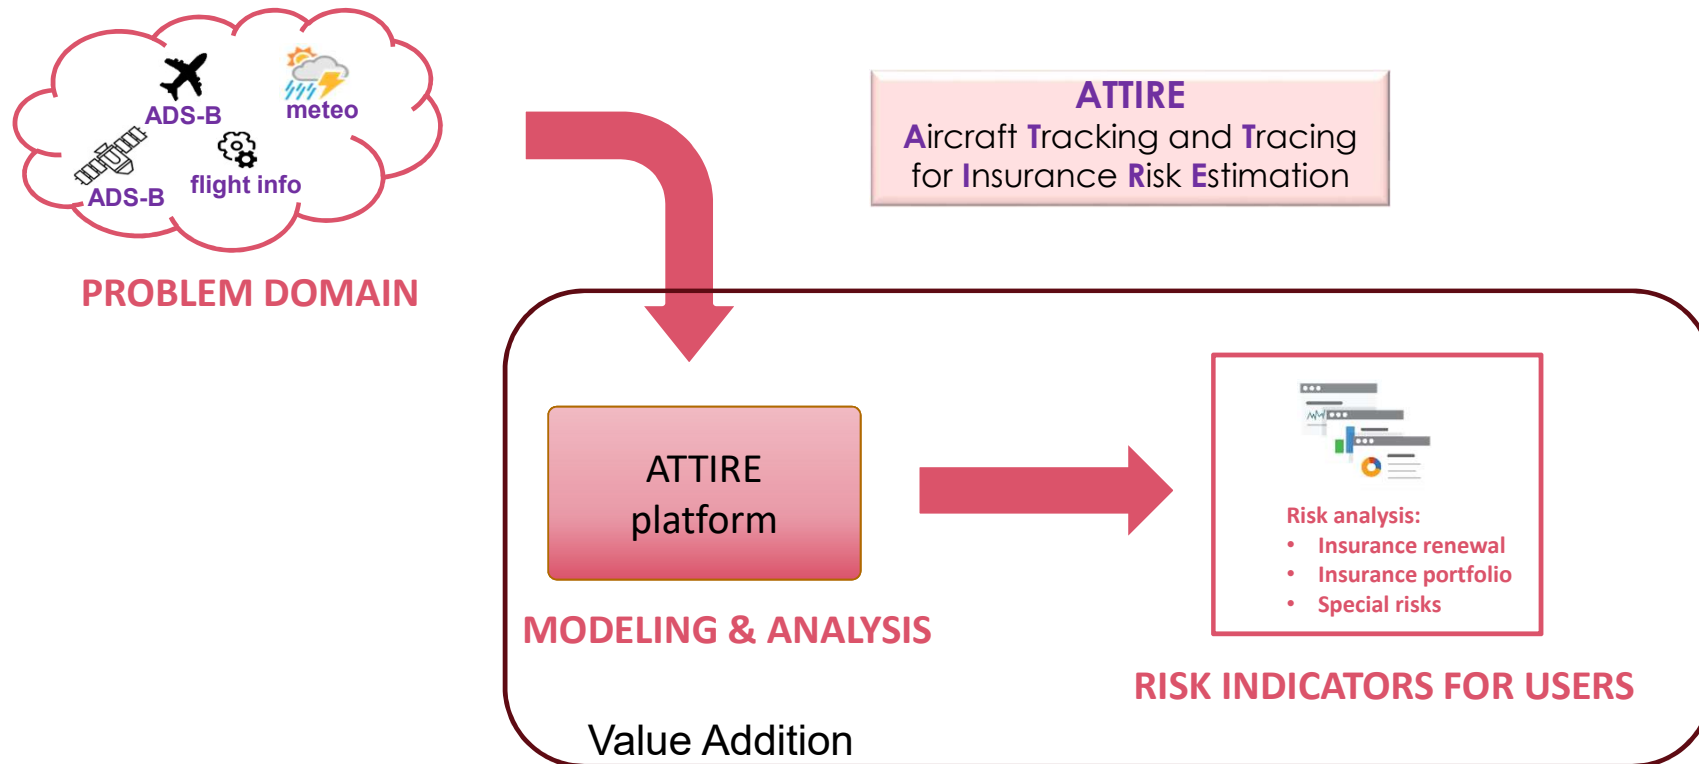 ADS-B
meteo
ADS-B
flight info
PROBLEM DOMAIN
ATTIRE
Aircraft Tracking and Tracing
for Insurance Risk Estimation
ATTIRE
platform
MODELING & ANALYSIS
Risk analysis:
• Insurance renewal
• Insurance portfolio
• Special risks
RISK INDICATORS FOR USERS
Value Addition